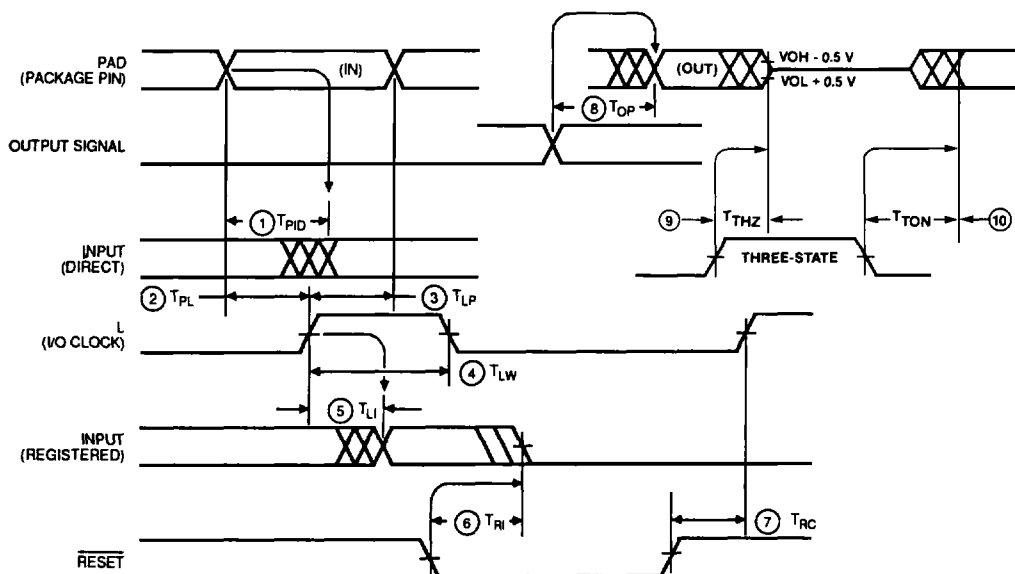 PAD
(PACKAGE PIN)
(IN)
(OUT)
VOH - 0.5 V
VOL + 0.5 V
8 TOP
OUTPUT SIGNAL
1 TPID
9 TTHZ
TTON 10
INPUT
(DIRECT)
THREE-STATE
2 TPL
3 TLP
L
(I/O CLOCK)
4 TLW
5 TLI
INPUT
(REGISTERED)
6 TRI
7 TRC
RESET